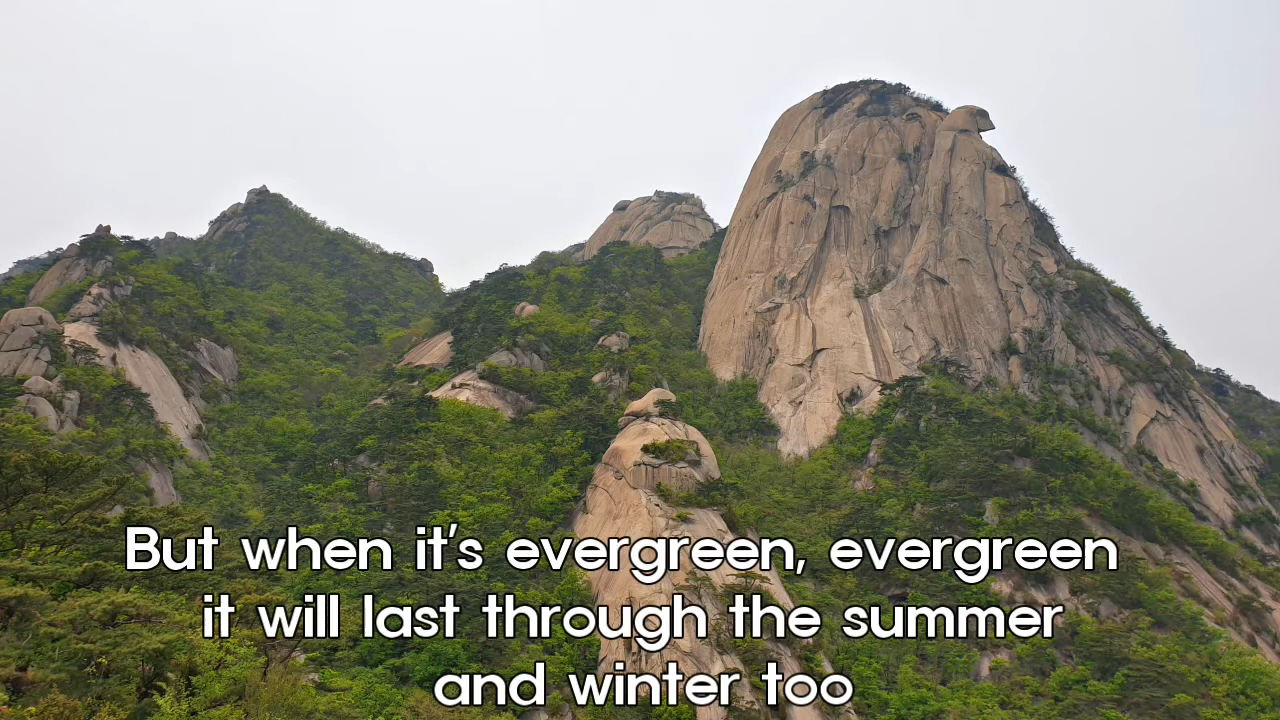 But when it's evergreen, evergreen
it will last through the summer
and winter too